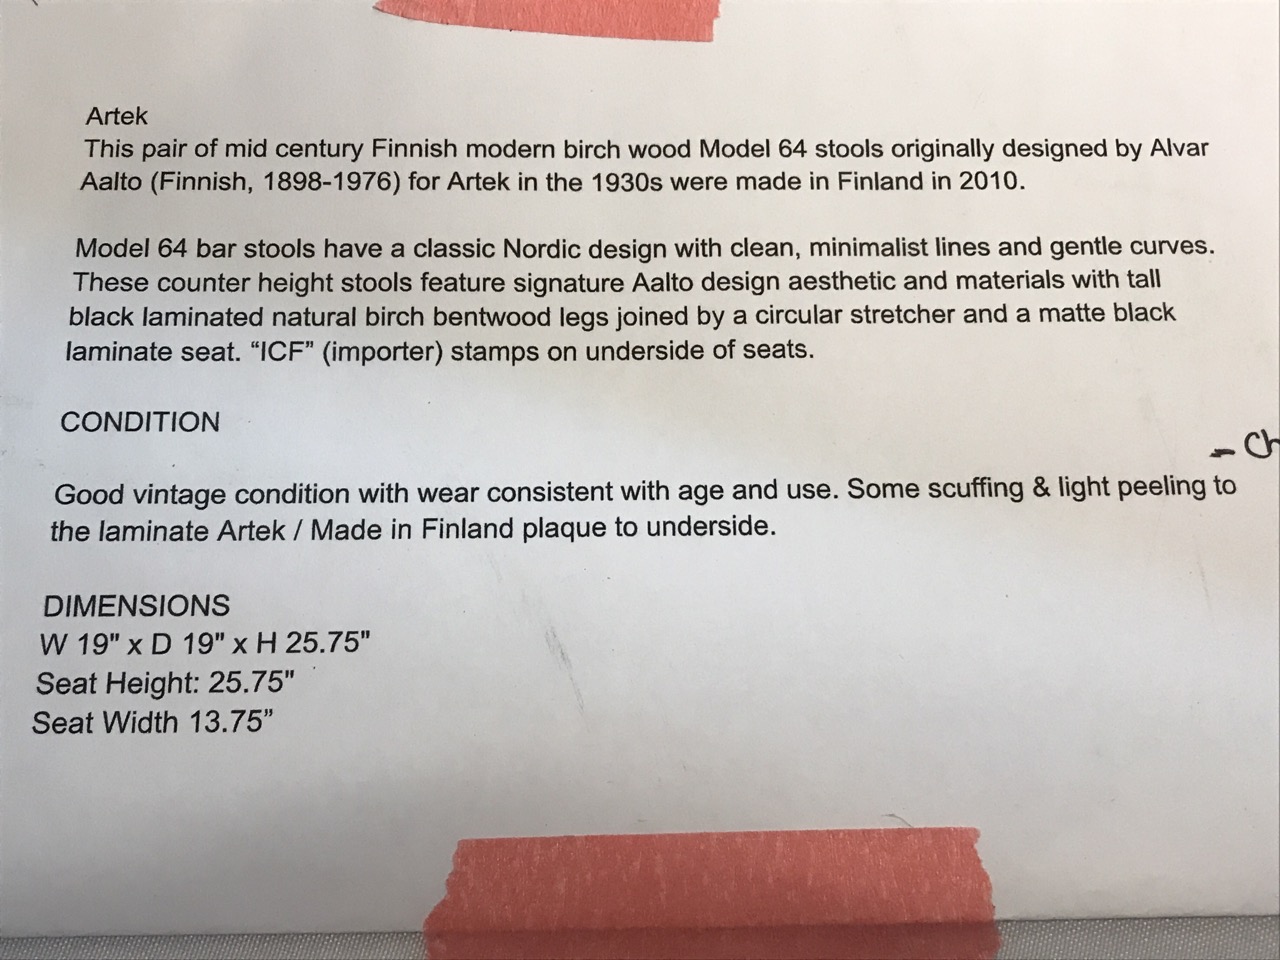 Artek
This pair of mid century Finnish modern birch wood Model 64 stools originally designed by Alvar
Aalto (Finnish, 1898-1976) for Artek in the 1930s were made in Finland in 2010.
Model 64 bar stools have a classic Nordic design with clean, minimalist lines and gentle curves.
These counter height stools feature signature Aalto design aesthetic and materials with tall
black laminated natural birch bentwood legs joined by a circular stretcher and a matte black
laminate seat. “ICF” (importer) stamps on underside of seats.
CONDITION
Good vintage condition with wear consistent with age and use. Some scuffing & light peeling to
the laminate Artek / Made in Finland plaque to underside.
DIMENSIONS
W 19" x D 19" x H 25.75"
Seat Height: 25.75"
Seat Width 13.75”